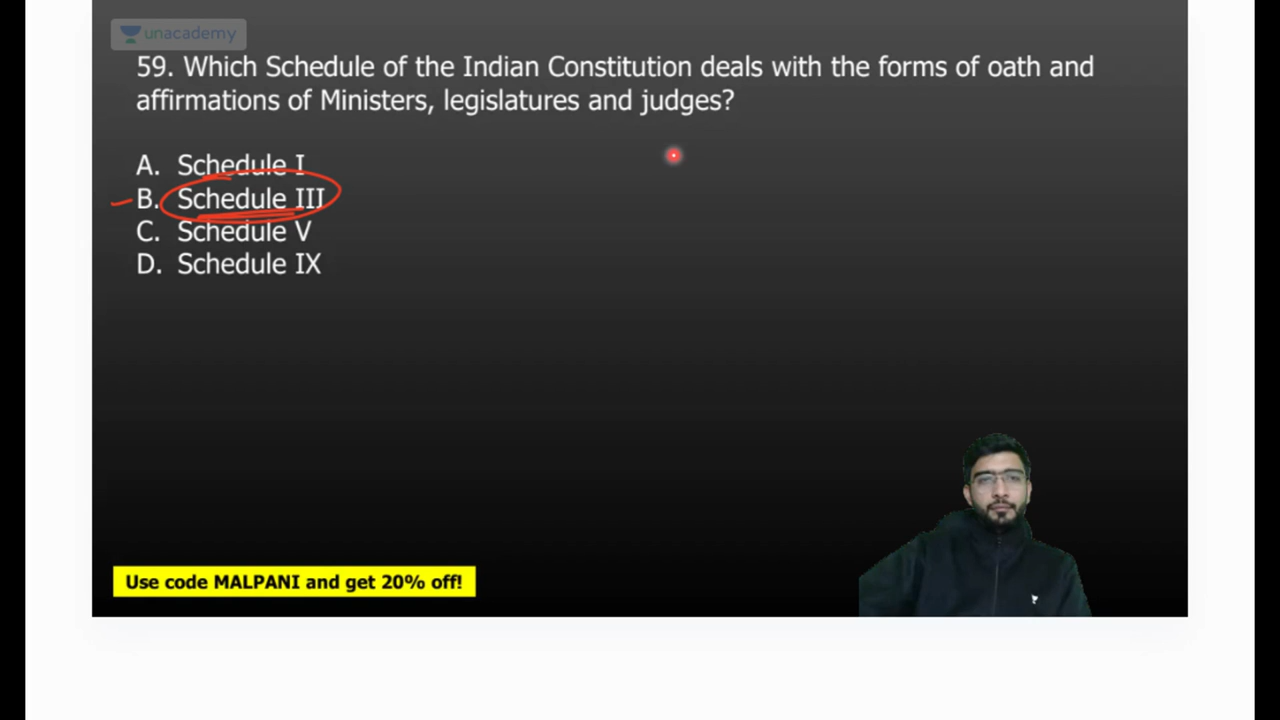 unacademy
59. Which Schedule of the Indian Constitution deals with the forms of oath and
affirmations of Ministers, legislatures and judges?
A. Schedule I
B. Schedule III
C. Schedule V
D. Schedule IX
Use code MALPANI and get 20% off!